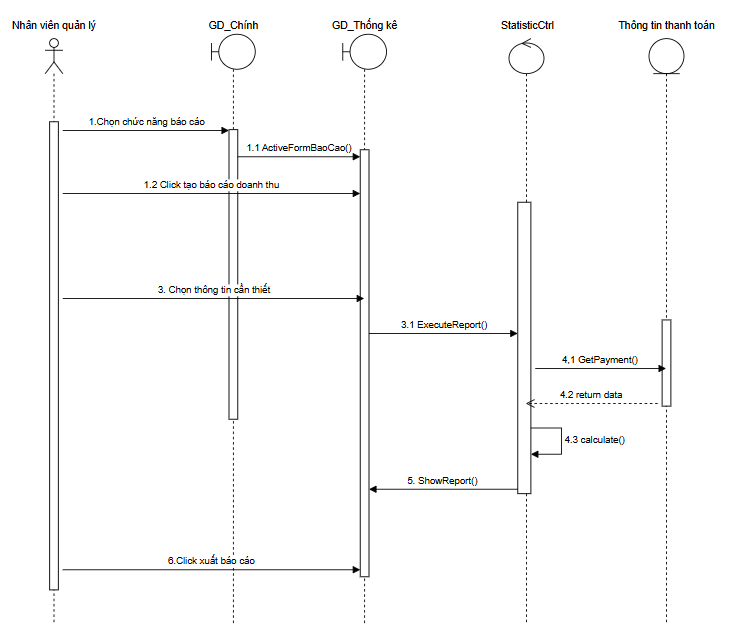 Nhân viên quản lý
GD_Chính
GD_Thống kê
StatisticCtrl
Thông tin thanh toán
1.Chọn chức năng báo cáo
1.1 ActiveFormBaoCao()
1.2 Click tạo báo cáo doanh thu
3. Chọn thông tin cần thiết
3.1 ExecuteReport()
4.1 GetPayment()
4.2 return data
4.3 calculate()
5. ShowReport()
6.Click xuất báo cáo